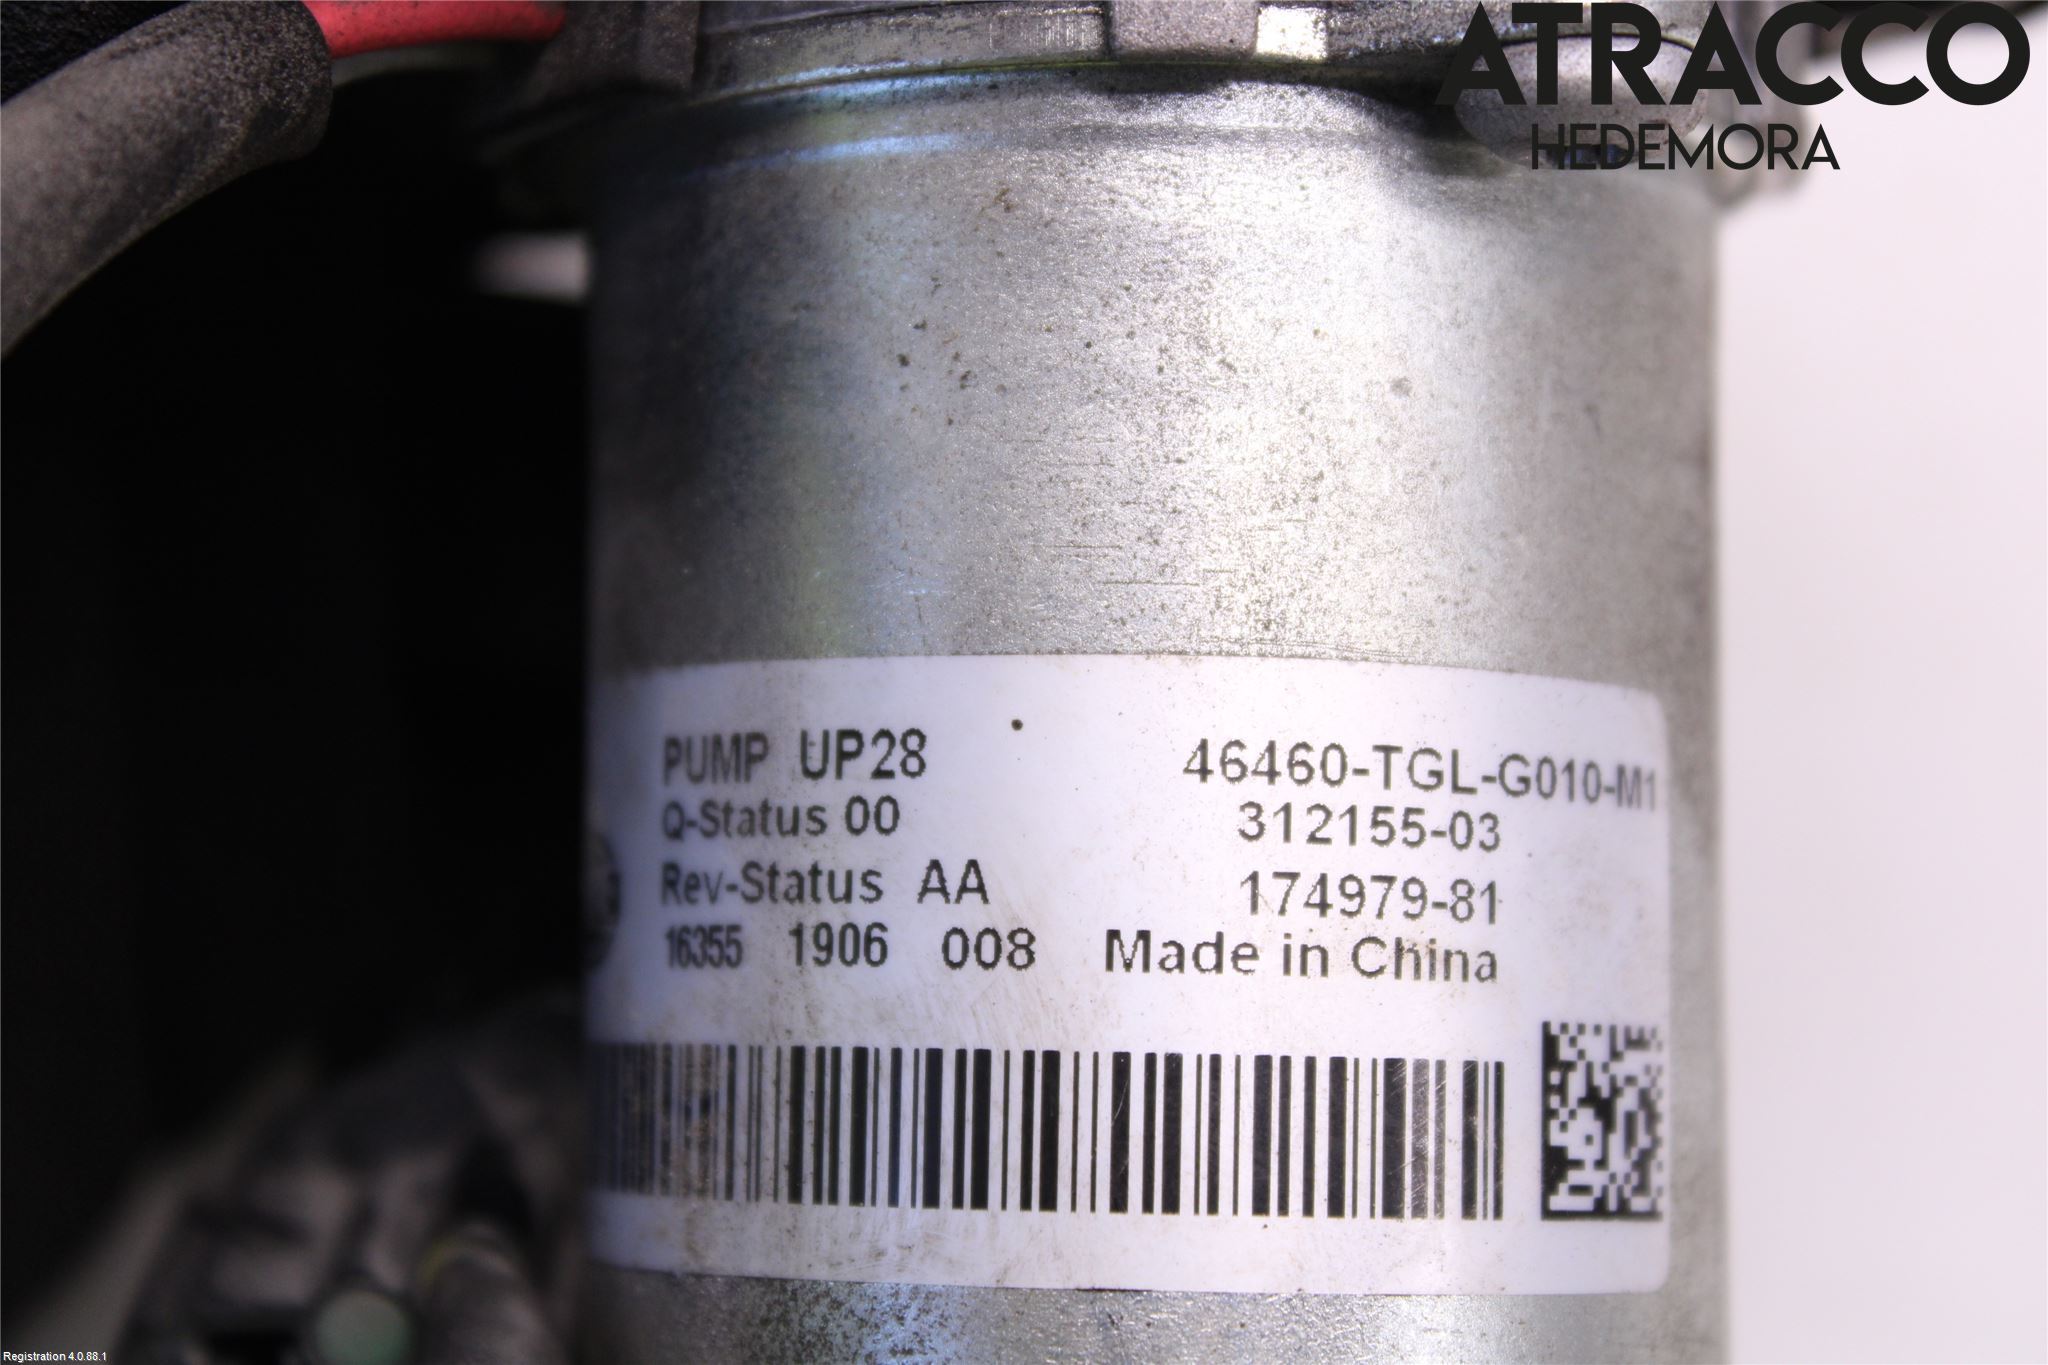 ATRACCO
HEDEMORA
PUMP UP28 46460-TGL-G010-M1
Q-Status 00 312155-03
Rev-Status AA 174979-81
16355 1906 008 Made in China
Registration 4.0.88.1